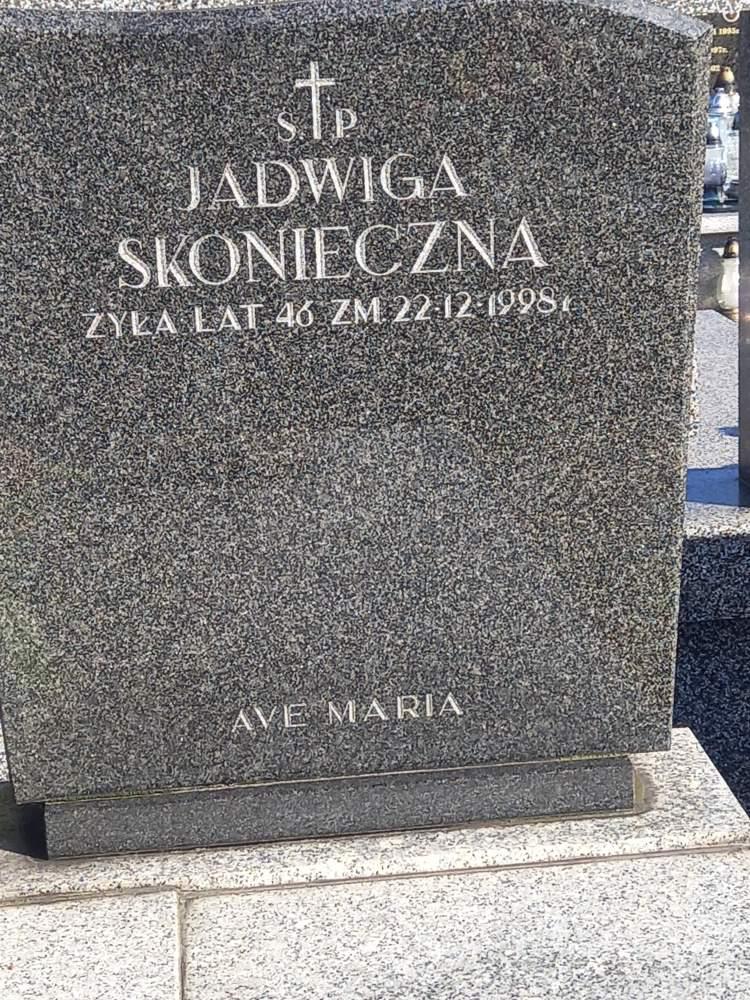 S P
JADWIGA
SKONIECZNA
ŻYŁA LAT 46 ZM 22·12·1998 r
AVE MARIA